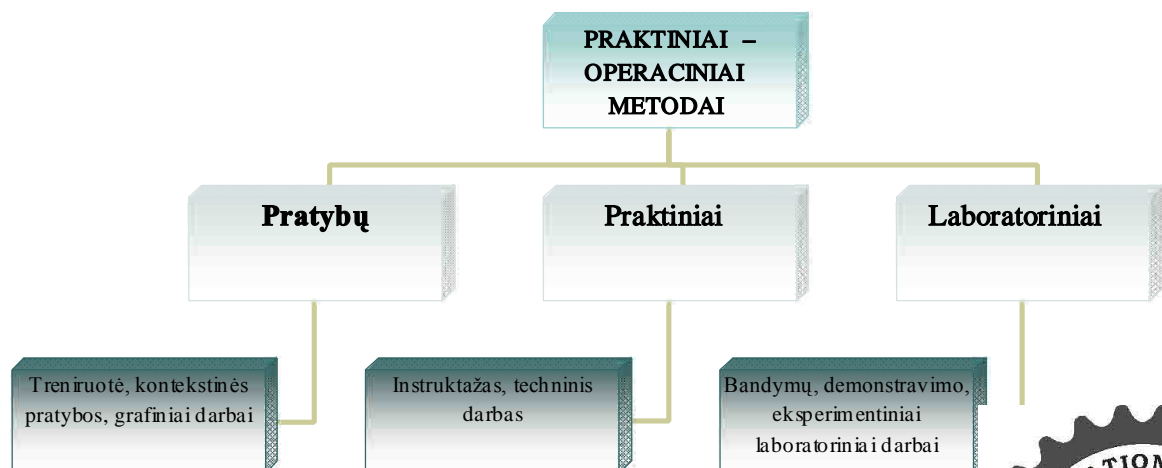 PRAKTINIAI –
OPERACINIAI
METODAI
Pratybų
Praktiniai
Laboratoriniai
Treniruotė, kontekstinės
pratybos, grafiniai darbai
Instruktažas, techninis
darbas
Bandymų, demonstravimo,
eksperimentiniai
laboratoriniai darbai